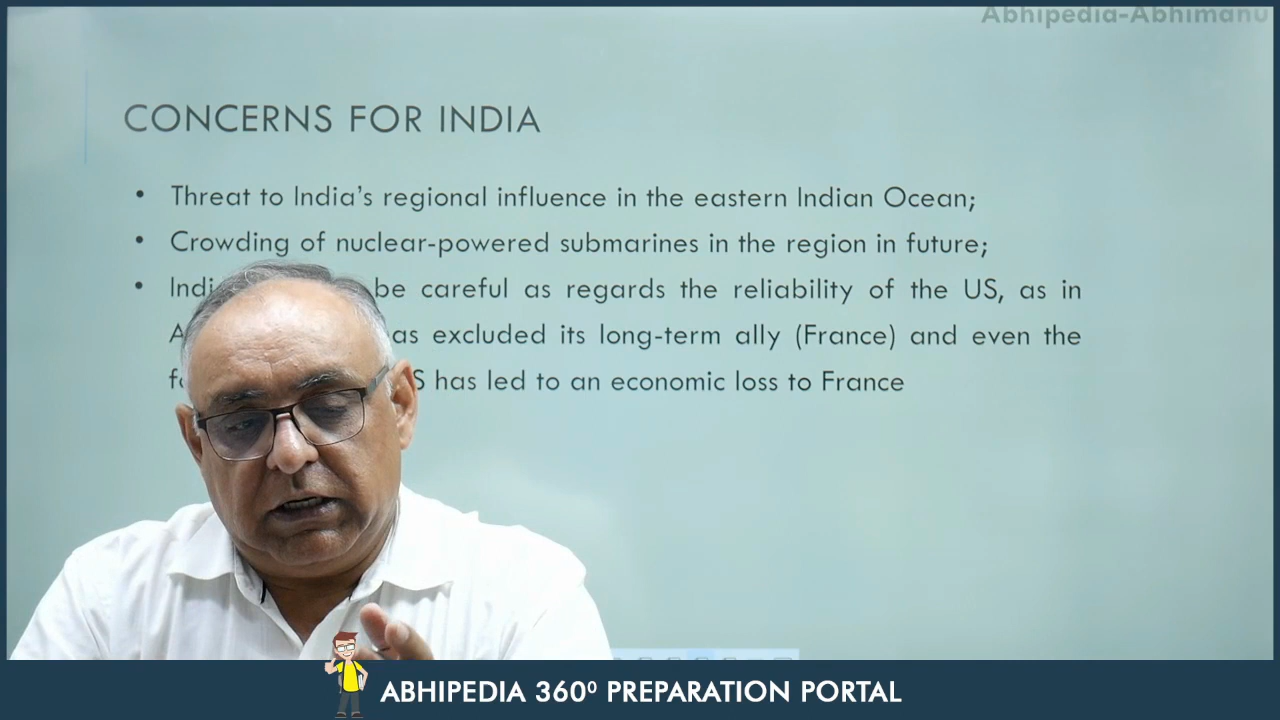 Abhipedia-Abhimanu
CONCERNS FOR INDIA
• Threat to India's regional influence in the eastern Indian Ocean;
• Crowding of nuclear-powered submarines in the region in future;
• be careful as regards the reliability of the US, as in
excluded its long-term ally (France) and even the
has led to an economic loss to France
ABHIPEDIA 360⁰ PREPARATION PORTAL